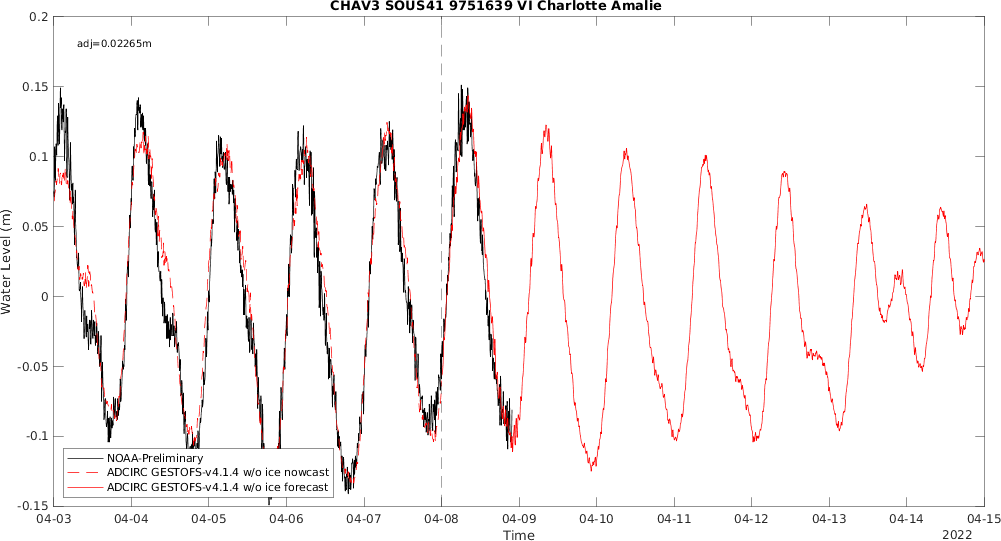 CHAV3 SOUS41 9751639 VI Charlotte Amalie
adj=0.02265m
0.2
0.15
0.1
0.05
0
-0.05
-0.1
-0.15
Water Level (m)
NOAA-Preliminary
ADCIRC GESTOFS-v4.1.4 w/o ice nowcast
ADCIRC GESTOFS-v4.1.4 w/o ice forecast
04-03 04-04 04-05 04-06 04-07 04-08 04-09 04-10 04-11 04-12 04-13 04-14 04-15
Time
2022